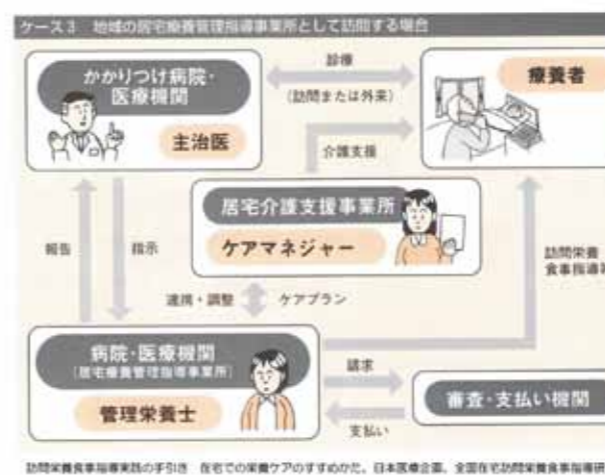 ケース3 地域の居宅療養管理指導事業所として訪問する場合
かかりつけ病院・
医療機関
主治医
診療
(訪問または外来)
療養者
介護支援
居宅介護支援事業所
ケアマネジャー
報告
指示
訪問栄養
食事指導
連携・調整
ケアプラン
病院・医療機関
(居宅療養管理指導事業所)
管理栄養士
請求
支払い
審査・支払い機関
訪問栄養食事指導実践の手引き 在宅での栄養ケアのすすめかた。日本医療企画、全国在宅訪問栄養食事指導研